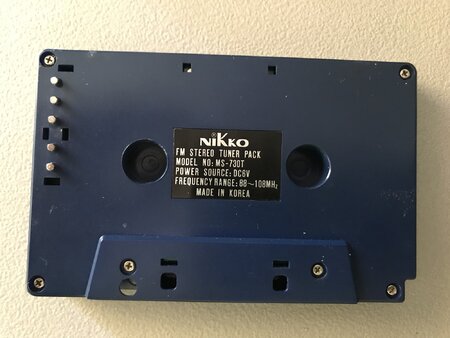 NIKKO
FM STEREO TUNER PACK
MODEL NO: MS-730T
POWER SOURCE: DC6V
FREQUENCY RANGE: 88~108MHz
MADE IN KOREA